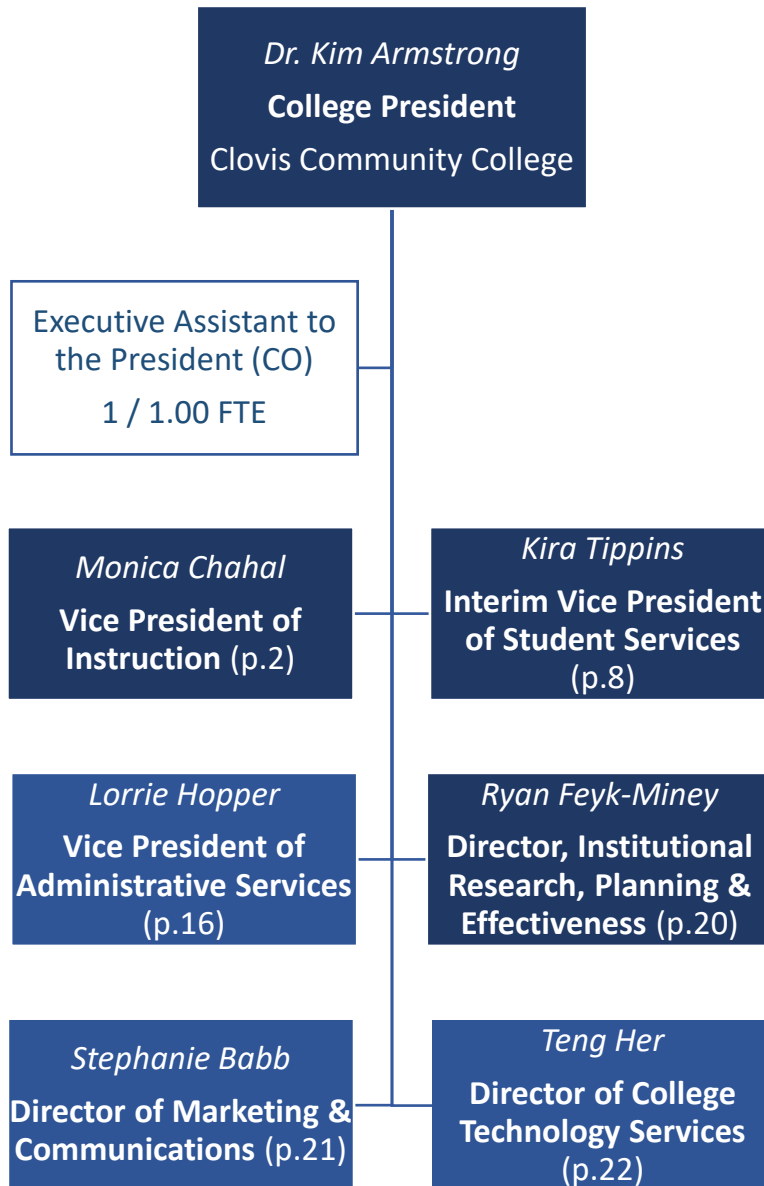 Dr. Kim Armstrong
College President
Clovis Community College
Executive Assistant to
the President (CO)
1 / 1.00 FTE
Monica Chahal
Vice President of
Instruction (p.2)
Kira Tippins
Interim Vice President
of Student Services
(p.8)
Lorrie Hopper
Vice President of
Administrative Services
(p.16)
Ryan Feyk-Miney
Director, Institutional
Research, Planning &
Effectiveness (p.20)
Stephanie Babb
Director of Marketing &
Communications (p.21)
Teng Her
Director of College
Technology Services
(p.22)